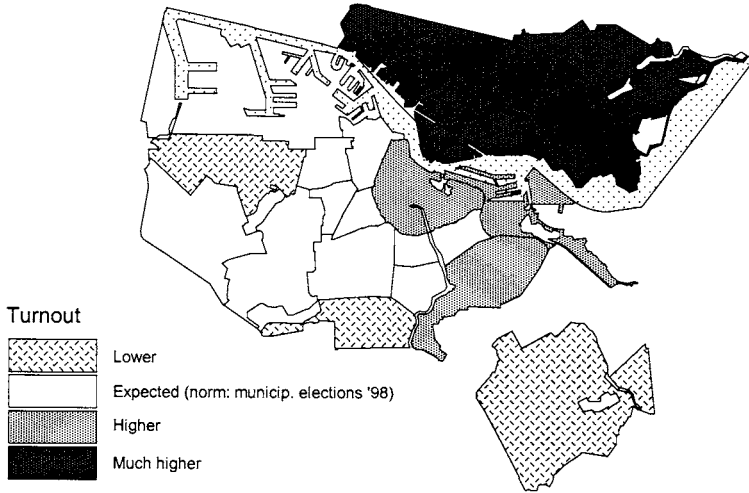 Turnout
Lower
Expected (norm: municip. elections '98)
Higher
Much higher